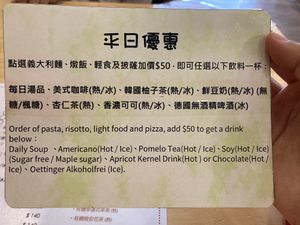 平日優惠
點選義大利麵、燉飯、輕食及披薩加價$50，即可任選以下飲料一杯：
每日湯品、美式咖啡(熱/冰)、韓國柚子茶(熱/冰)、鮮豆奶(熱/冰) (無
糖/楓糖)、杏仁茶(熱)、香濃可可(熱/冰)、德國無酒精啤酒(冰)
Order of pasta, risotto, light food and pizza, add $50 to get a drink
below：
Daily Soup 、Americano(Hot / Ice)、Pomelo Tea(Hot / Ice)、Soy(Hot / Ice)
(Sugar free / Maple sugar)、Apricot Kernel Drink(Hot) or Chocolate(Hot /
Ice)、Oettinger Alkoholfrei (Ice).
$140